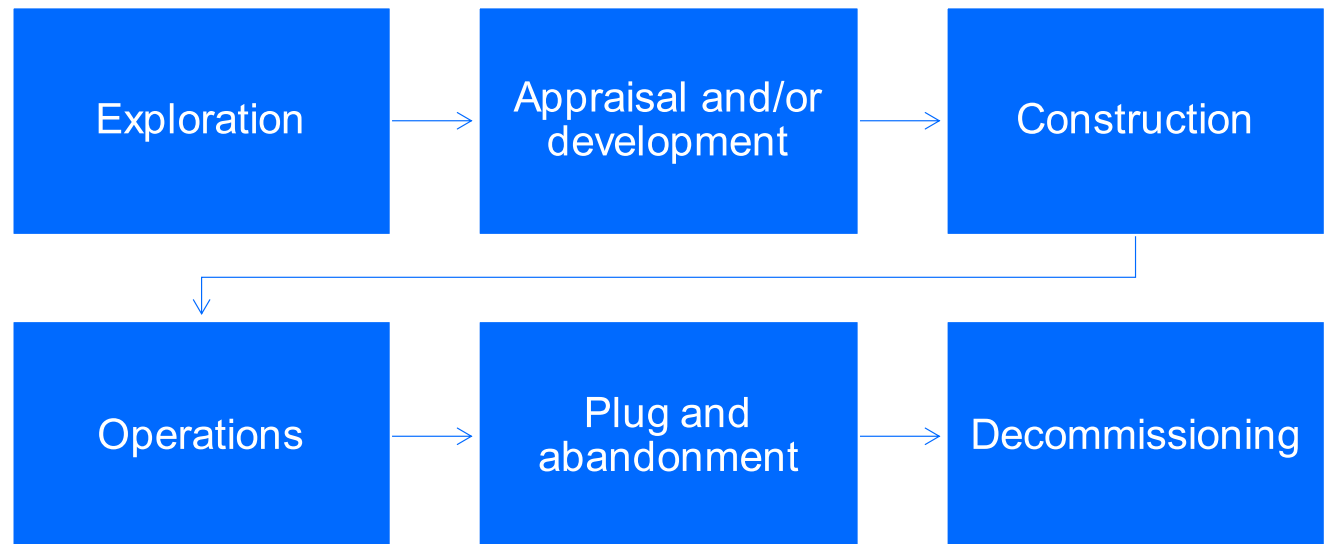 Exploration
Appraisal and/or
development
Construction
Operations
Plug and
abandonment
Decommissioning